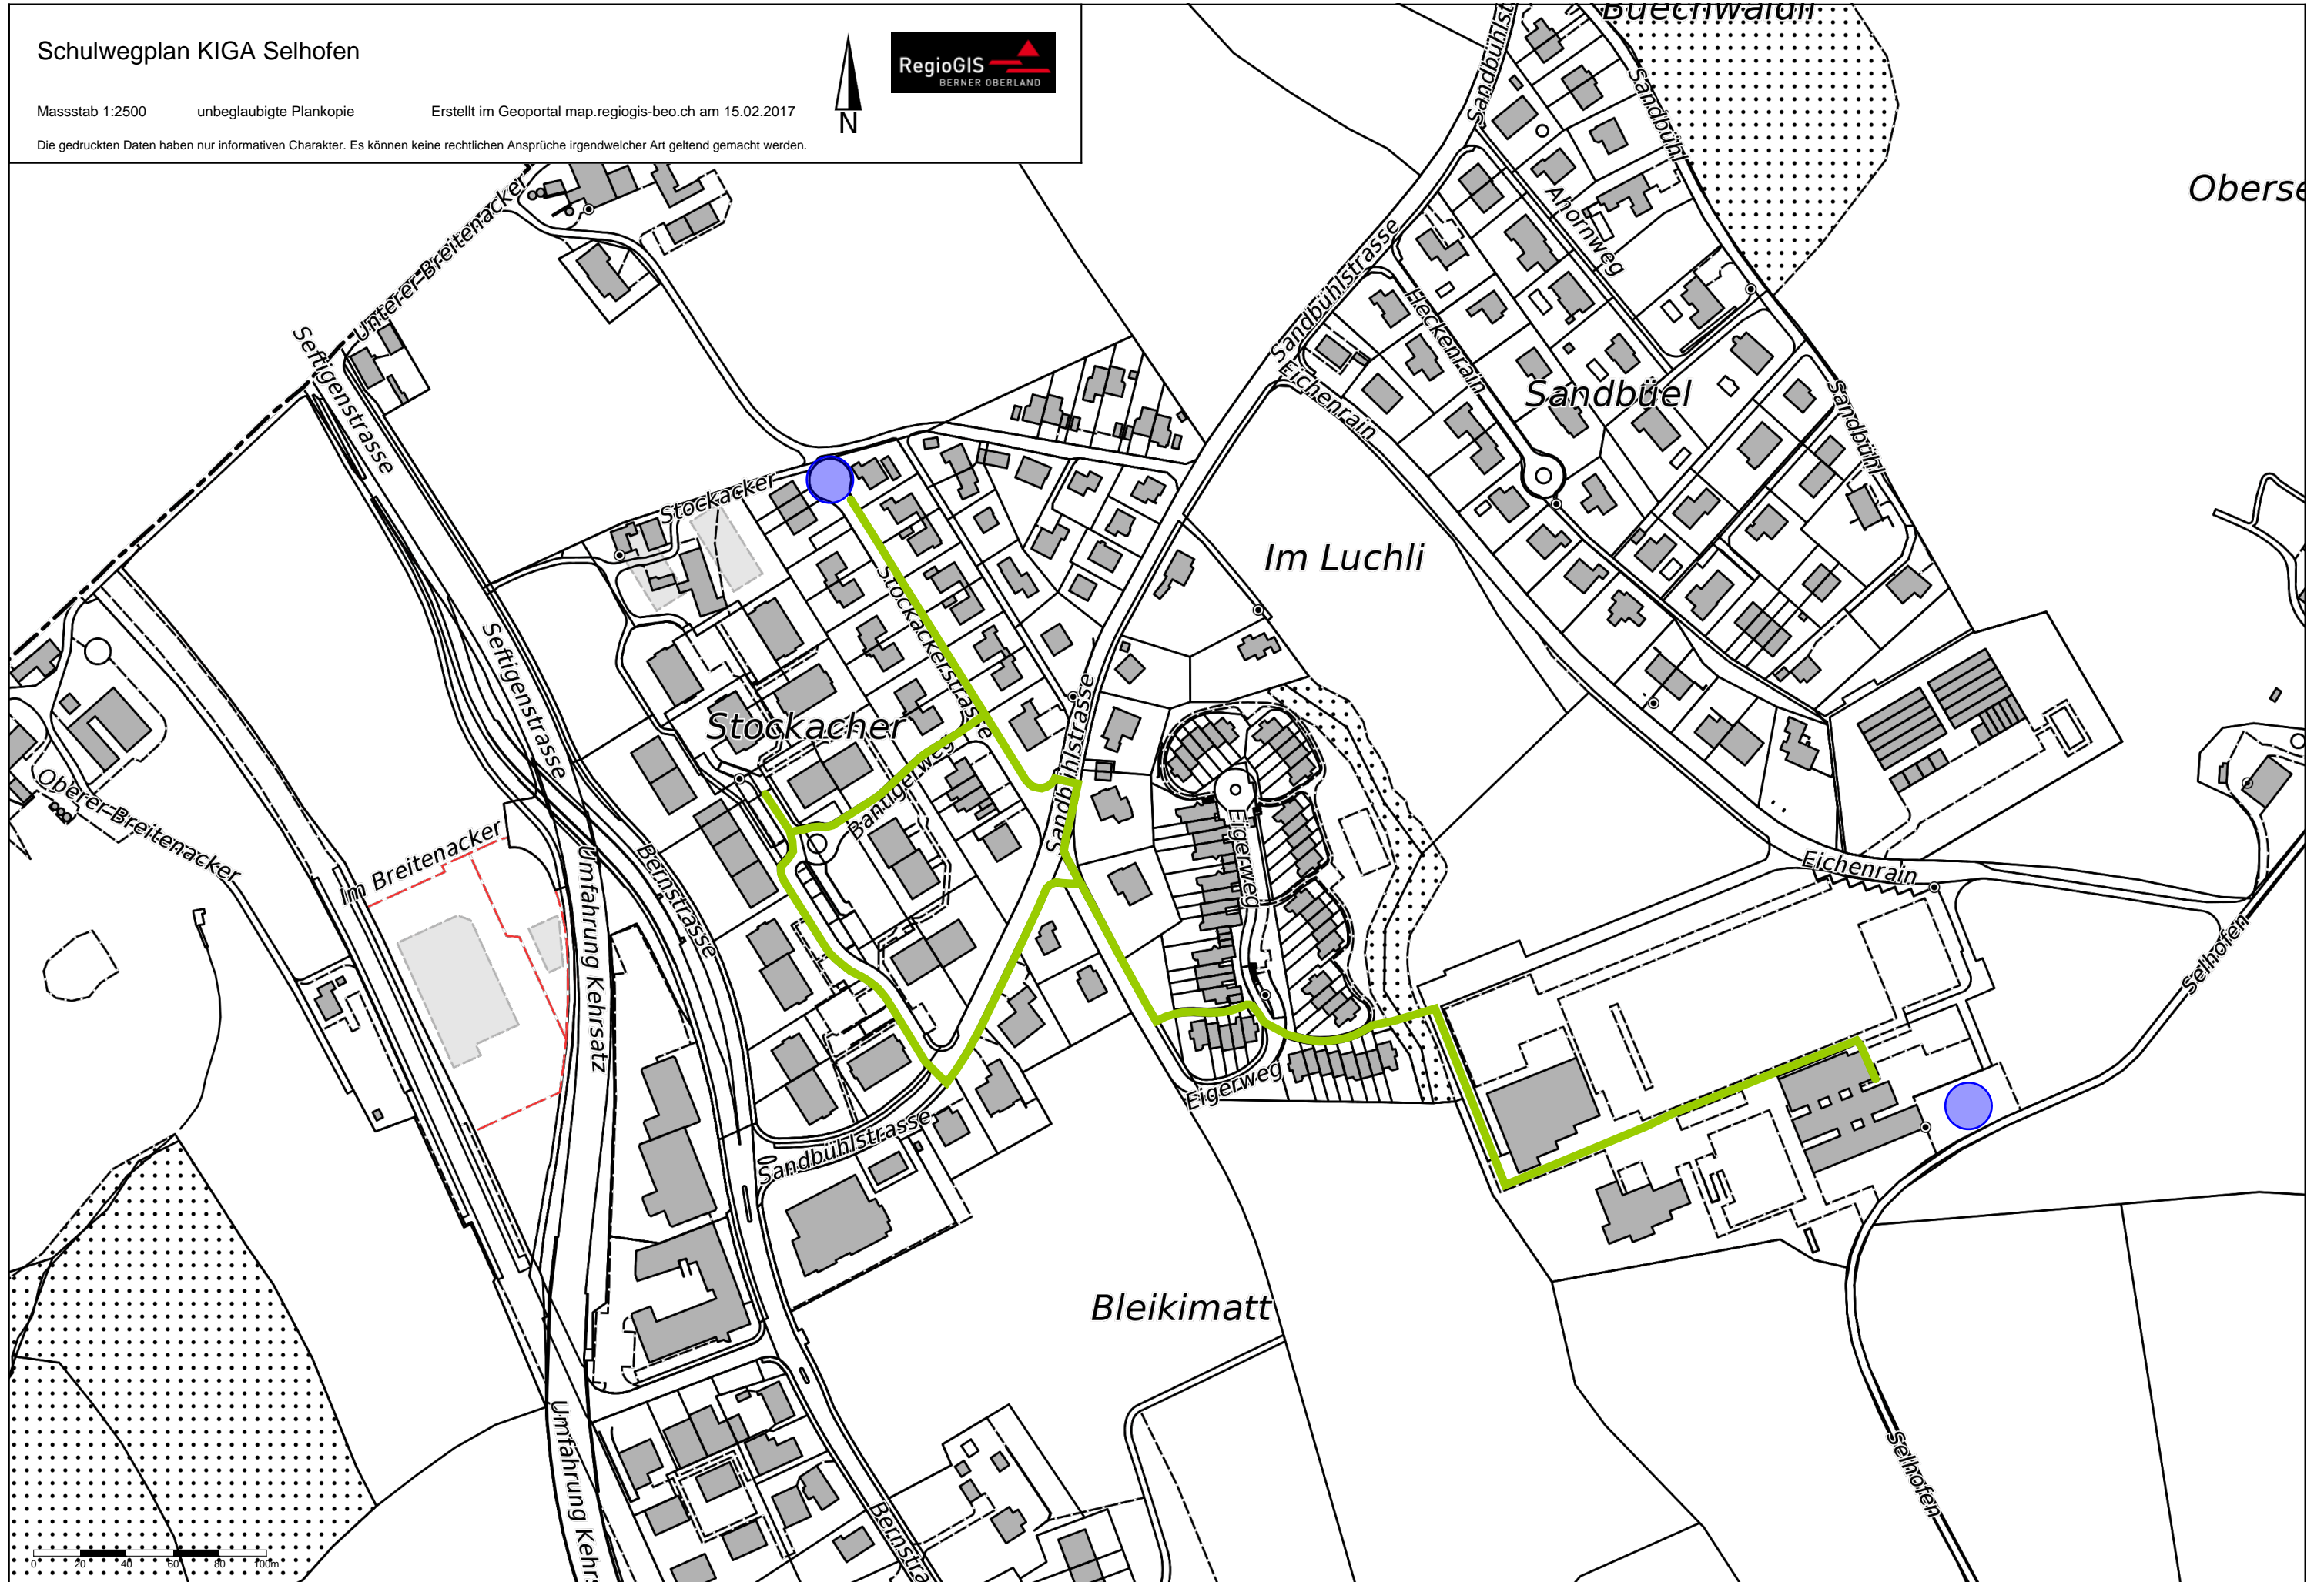 Schulwegplan KIGA Selhofen
RegioGIS
BERNER OBERLAND
Massstab 1:2500 unbeglaubigte Plankopie Erstellt im Geoportal map.regiogis-beo.ch am 15.02.2017
N
Die gedruckten Daten haben nur informativen Charakter. Es können keine rechtlichen Ansprüche irgendwelcher Art geltend gemacht werden.
Buechwäldli
Sandbühl
Oberse
Unterer-Breitenacker
Ahornweg
Sandbühlstrasse
Seftigenstrasse
Heckenrain
Eichenrain
Sandbüel
Sandbühl
Stockacker
Im Luchli
Stockackerstrasse
Seftigenstrasse
Stockacher
Sandbühlstrasse
Bantigerweg
Oberer-Breitenacker
Im Breitenacker
Bernstrasse
Umfahrung Kehrsatz
Eigerweg
Eichenrain
Selhofen
Eigerweg
Sandbühlstrasse
Bleikimatt
Selhofen
0 20 40 60 80 100m